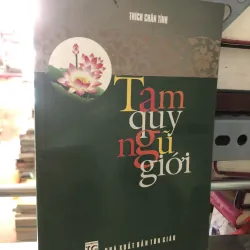 THÍCH CHÂN TÍNH
Tam
quy
ngũ
giới
NHÀ XUẤT BẢN TÔN GIÁO